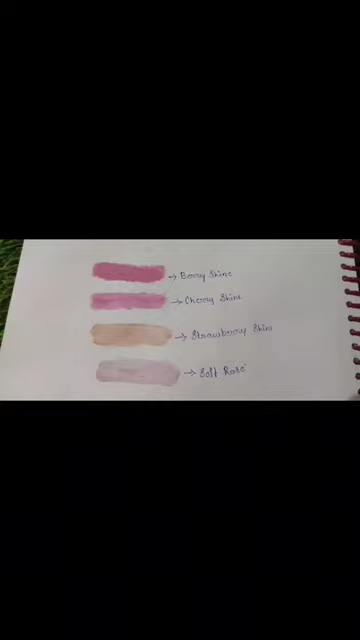 → Berry Shine
→ Cherry Shine
→ Strawberry Shine
→ Soft Rose